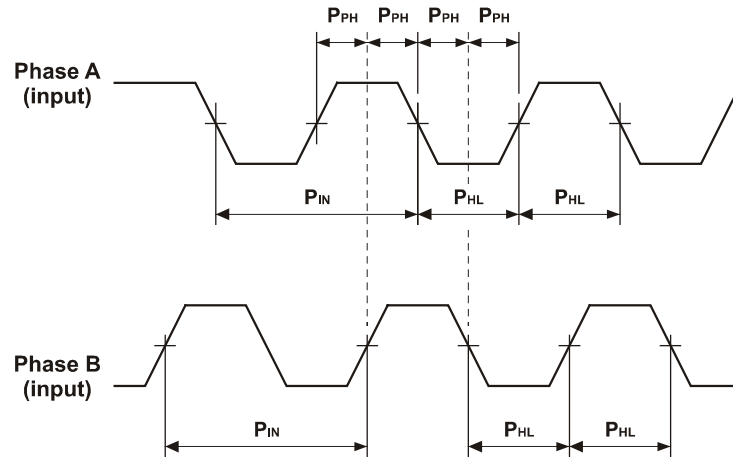 PPH PPH PPH PPH
Phase A
(input)
PIN PHL PHL
Phase B
(input)
PIN PHL PHL